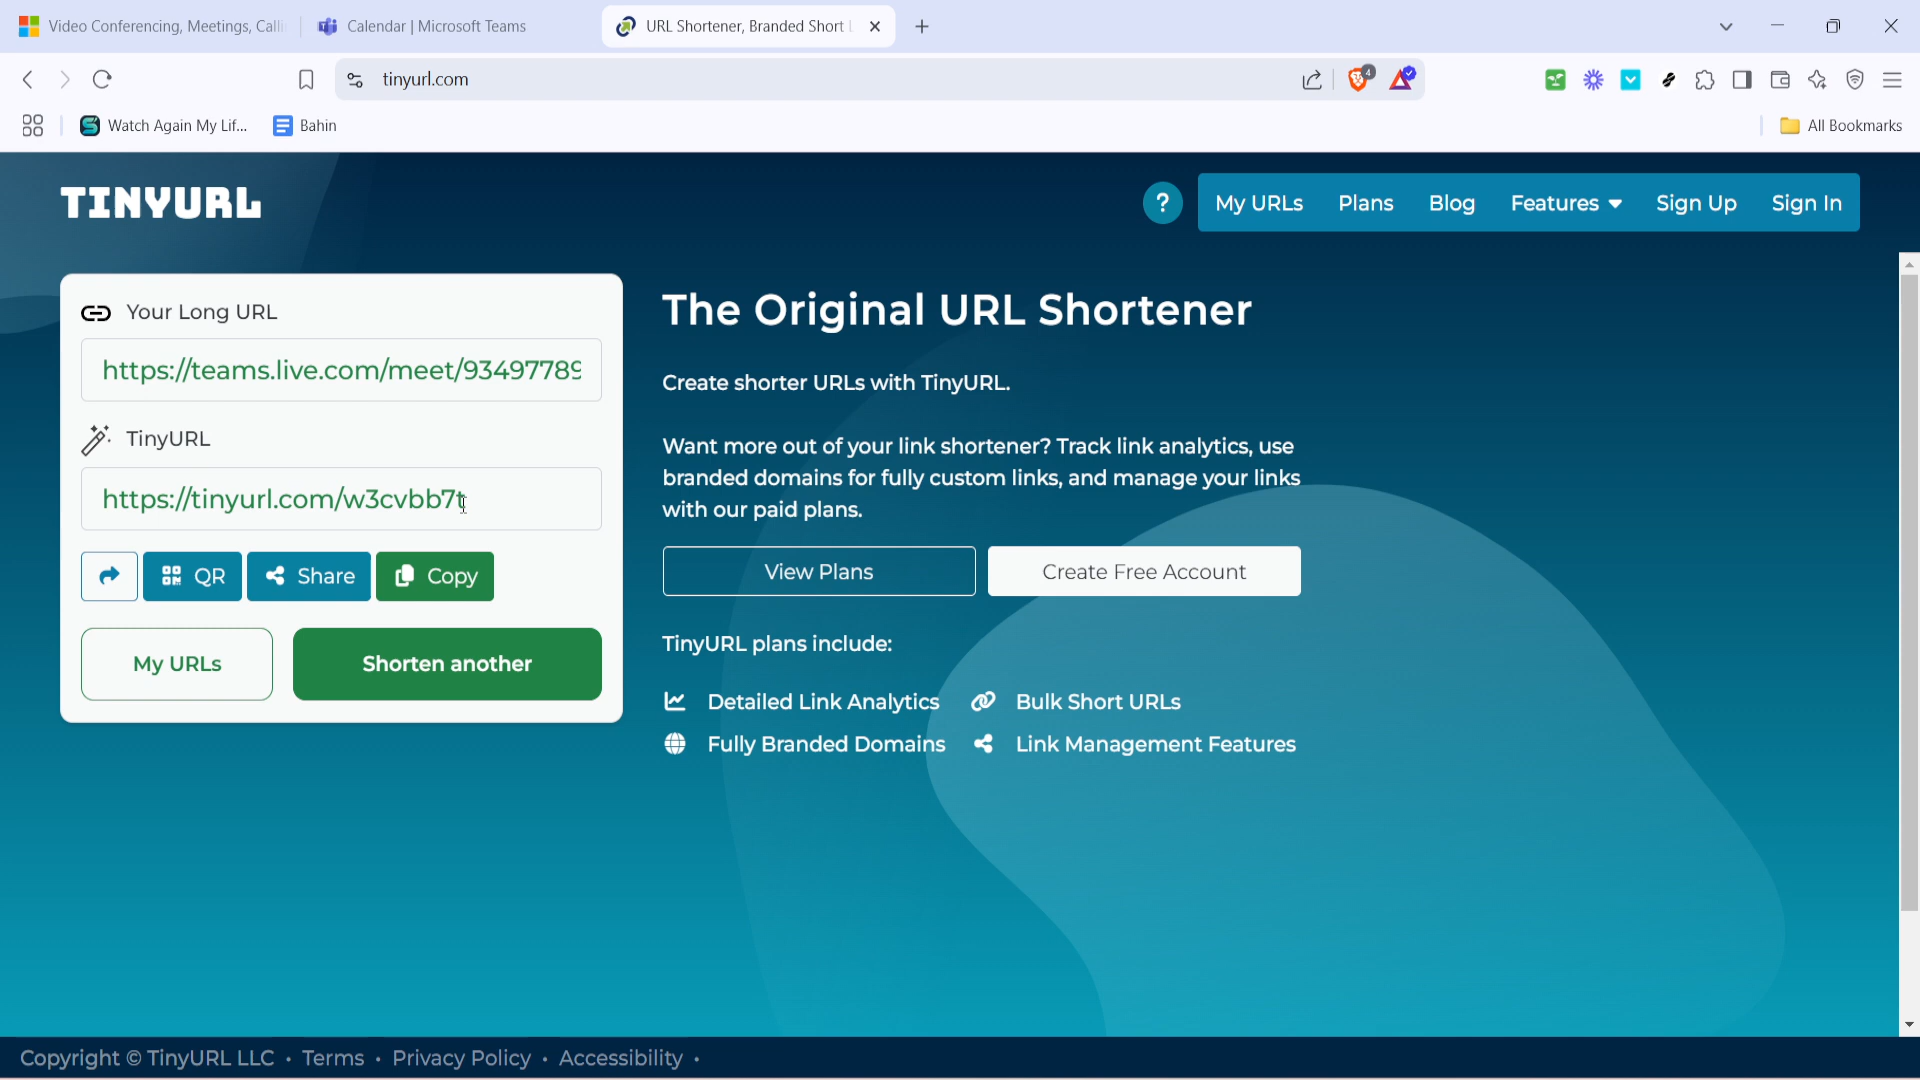 Video Conferencing, Meetings, Calli
Calendar | Microsoft Teams
URL Shortener, Branded Short L
tinyurl.com
4
Watch Again My Lif...
Bahin
All Bookmarks
TINYURL
?
My URLs
Plans
Blog
Features
Sign Up
Sign In
Your Long URL
https://teams.live.com/meet/93497789
TinyURL
https://tinyurl.com/w3cvbb7t
QR
Share
Copy
My URLs
Shorten another
The Original URL Shortener
Create shorter URLs with TinyURL.
Want more out of your link shortener? Track link analytics, use
branded domains for fully custom links, and manage your links
with our paid plans.
View Plans
Create Free Account
TinyURL plans include:
Detailed Link Analytics
Bulk Short URLs
Fully Branded Domains
Link Management Features
Copyright © TinyURL LLC • Terms • Privacy Policy • Accessibility •